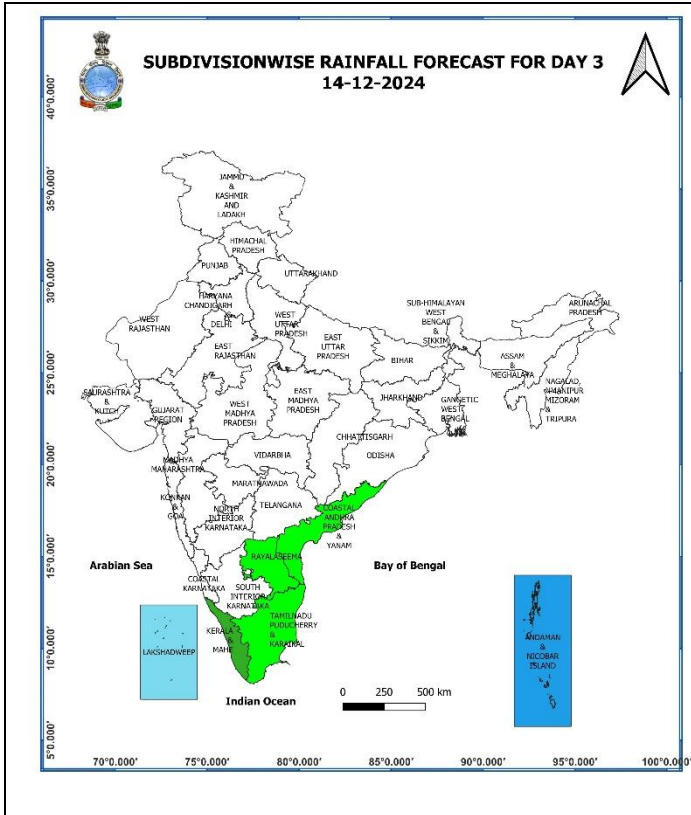 SUBDIVISIONWISE RAINFALL FORECAST FOR DAY 3
14-12-2024
40°0.000'
35°0.000'
30°0.000'
25°0.000'
20°0.000'
15°0.000'
10°0.000'
5°0.000'
JAMMU
&
KASHMIR
AND
LADAKH
HIMACHAL
PRADESH
PUNJAB
UTTARAKHAND
HARYANA
CHANDIGARH
&
DELHI
WEST
RAJASTHAN
WEST
UTTAR
PRADESH
EAST
RAJASTHAN
EAST
UTTAR
PRADESH
SUB-HIMALAYAN
WEST
BENGAL
&
SIKKIM
ARUNACHAL
PRADESH
BIHAR
ASSAM
&
MEGHALAYA
NAGALAD,
MANIPUR
MIZORAM
&
TRIPURA
SAURASHTRA
&
KUTCH
GUJARAT
REGION
WEST
MADHYA
PRADESH
EAST
MADHYA
PRADESH
JHARKHAND
GANGETIC
WEST
BENGAL
CHHATTISGARH
ODISHA
VIDARBHA
MADHYA
MAHARASHTRA
MARATHAWADA
KONKAN
&
GOA
NORTH
INTERIOR
KARNATAKA
TELANGANA
COASTAL
ANDHRA
PRADESH
&
YANAM
RAYALASEEMA
Arabian Sea
Bay of Bengal
COASTAL
KARNATAKA
SOUTH
INTERIOR
KARNATAKA
TAMILNADU
PUDUCHERRY
&
KARAIKAL
KERALA
&
MAHE
LAKSHADWEEP
ANDAMAN
&
NICOBAR
ISLAND
Indian Ocean
0 250 500 km
70°0.000' 75°0.000' 80°0.000' 85°0.000' 90°0.000' 95°0.000' 100°0.000'